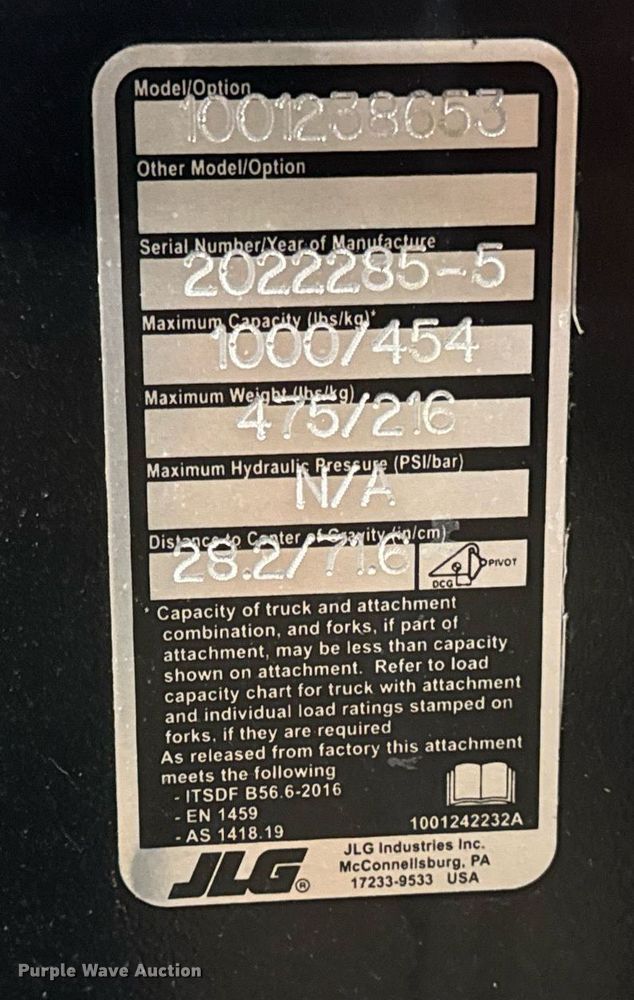 Model/Option
1001238653
Other Model/Option
Serial Number/Year of Manufacture
2022285-5
Maximum Capacity (lbs/kg)*
1000/454
Maximum Weight (lbs/kg)
475/216
Maximum Hydraulic Pressure (PSI/bar)
N/A
Distance to Center of Gravity (in/cm)
28.2/71.6
PIVOT
DCG
* Capacity of truck and attachment
combination, and forks, if part of
attachment, may be less than capacity
shown on attachment. Refer to load
capacity chart for truck with attachment
and individual load ratings stamped on
forks, if they are required
As released from factory this attachment
meets the following
- ITSDF B56.6-2016
- EN 1459
- AS 1418.19
1001242232A
JLG®
JLG Industries Inc.
McConnellsburg, PA
17233-9533 USA
Purple Wave Auction